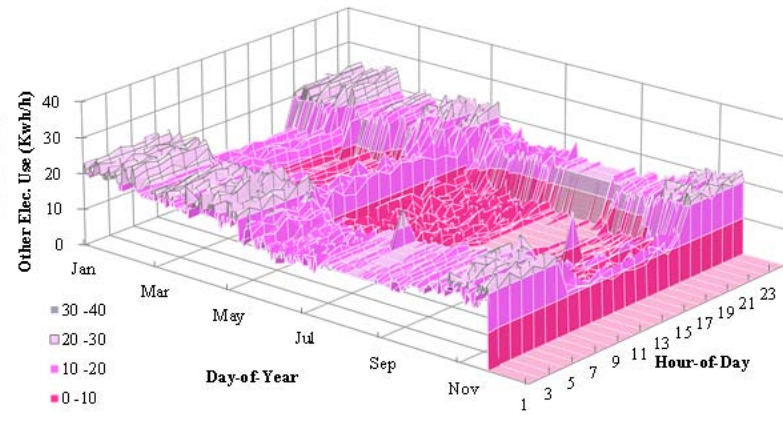 Other Elec. Use (Kwh/h)
40
30
20
10
0
Jan
Mar
May
Jul
Sep
Nov
Day-of-Year
1
3
5
7
9
11
13
15
17
19
21
23
Hour-of-Day
30 -40
20 -30
10 -20
0 -10